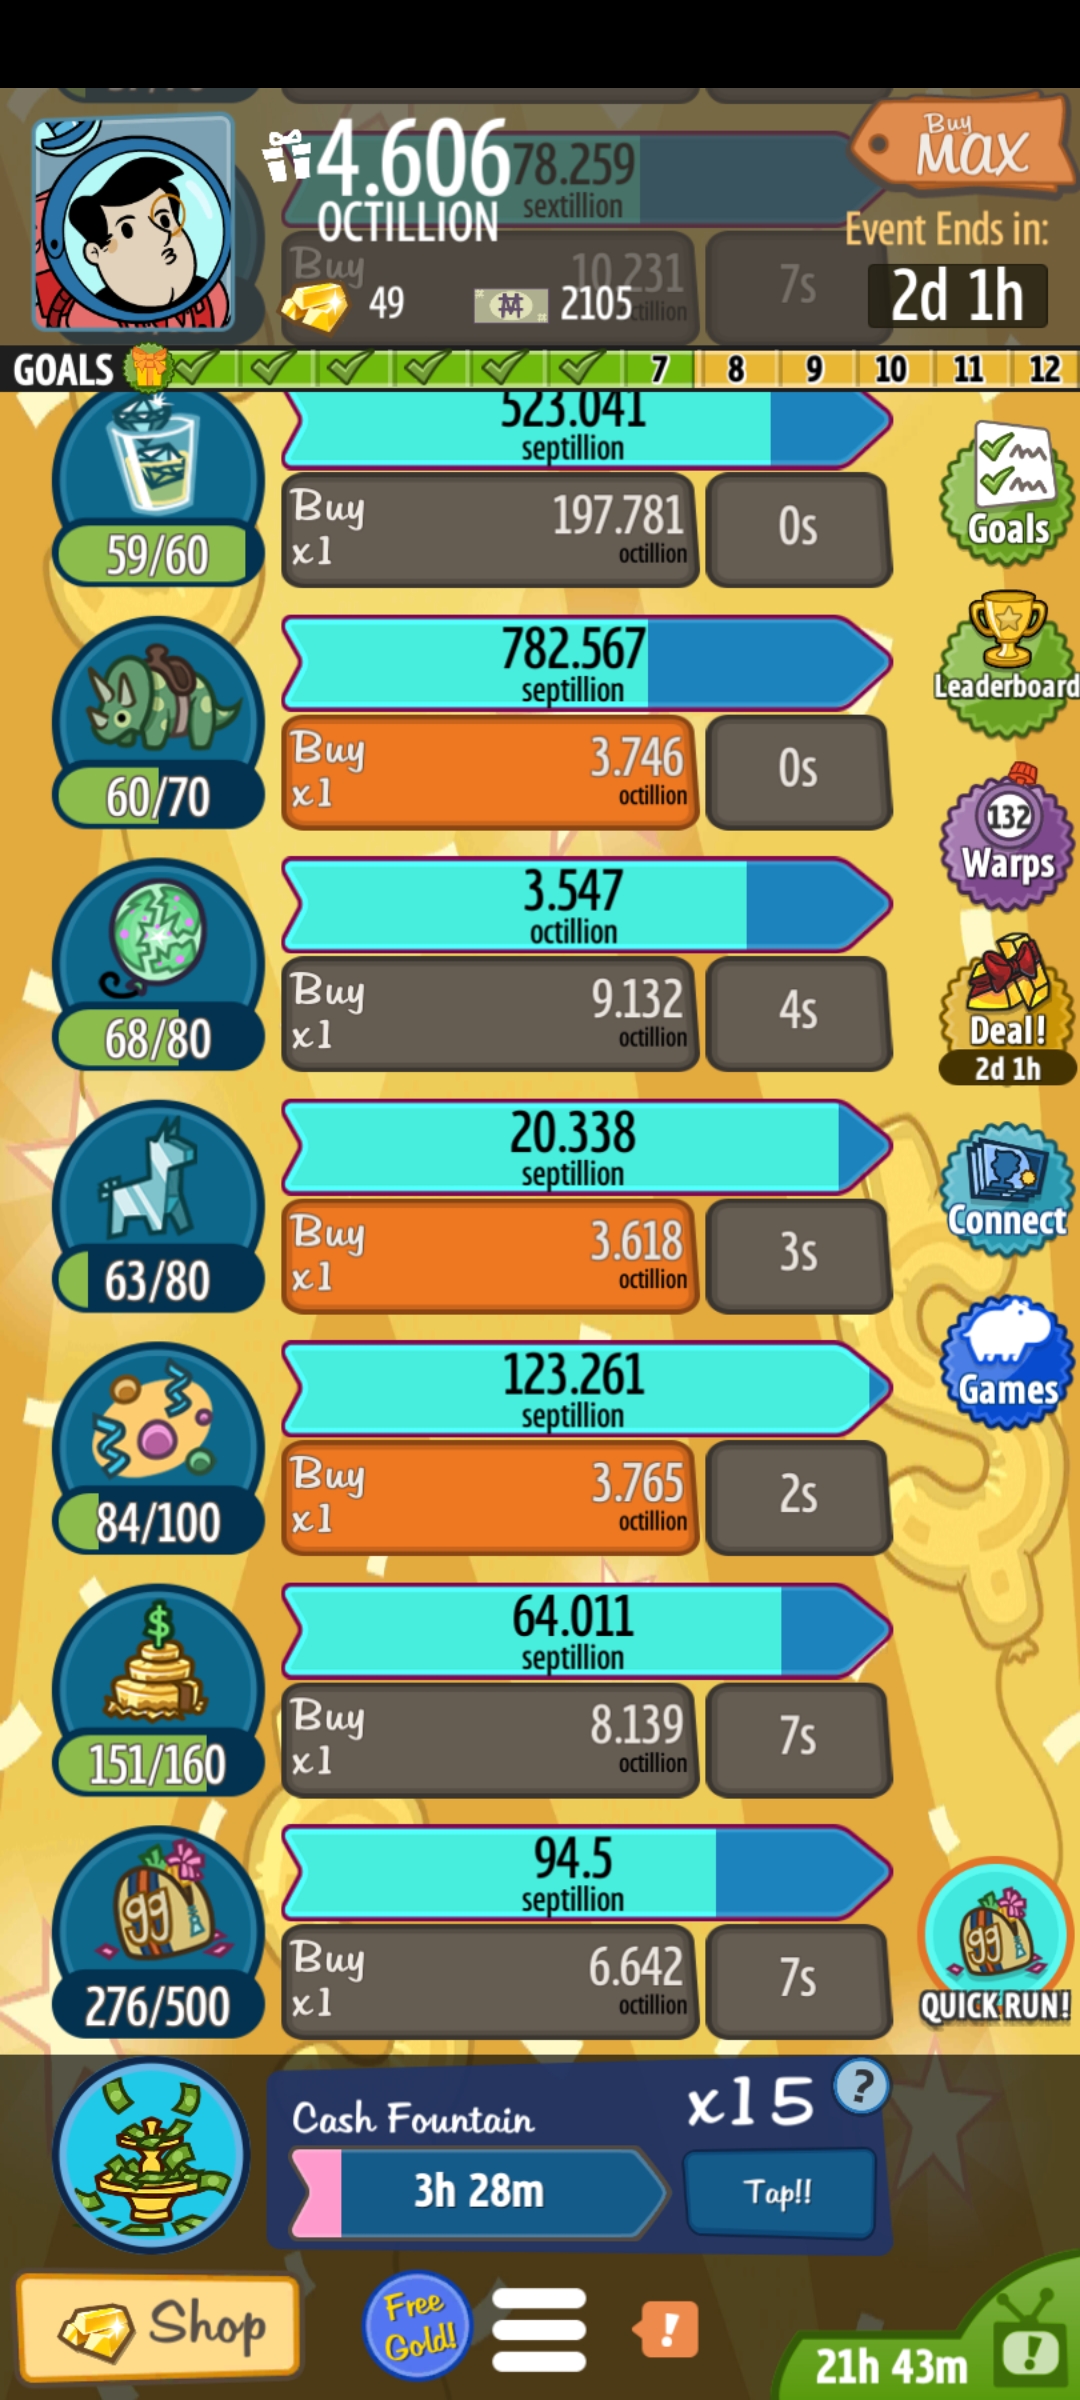 4.606
OCTILLION
78.259
sextillion
Buy
MAX
Buy
10.231
7s
49
2105
Event Ends in:
2d 1h
GOALS 7 8 9 10 11 12
523.041
septillion
59/60
Buy
x1
197.781
octillion
0s
Goals
782.567
septillion
60/70
Buy
x1
3.746
octillion
0s
Leaderboard
3.547
octillion
68/80
Buy
x1
9.132
octillion
4s
132
Warps
Deal!
2d 1h
20.338
septillion
63/80
Buy
x1
3.618
octillion
3s
Connect
123.261
septillion
84/100
Buy
x1
3.765
octillion
2s
Games
$
64.011
septillion
151/160
Buy
x1
8.139
octillion
7s
94.5
septillion
gg
276/500
Buy
x1
6.642
octillion
7s
gg
QUICK RUN!
Cash Fountain
x15
?
3h 28m
Tap!!
Shop
Free
Gold!
!
21h 43m
!